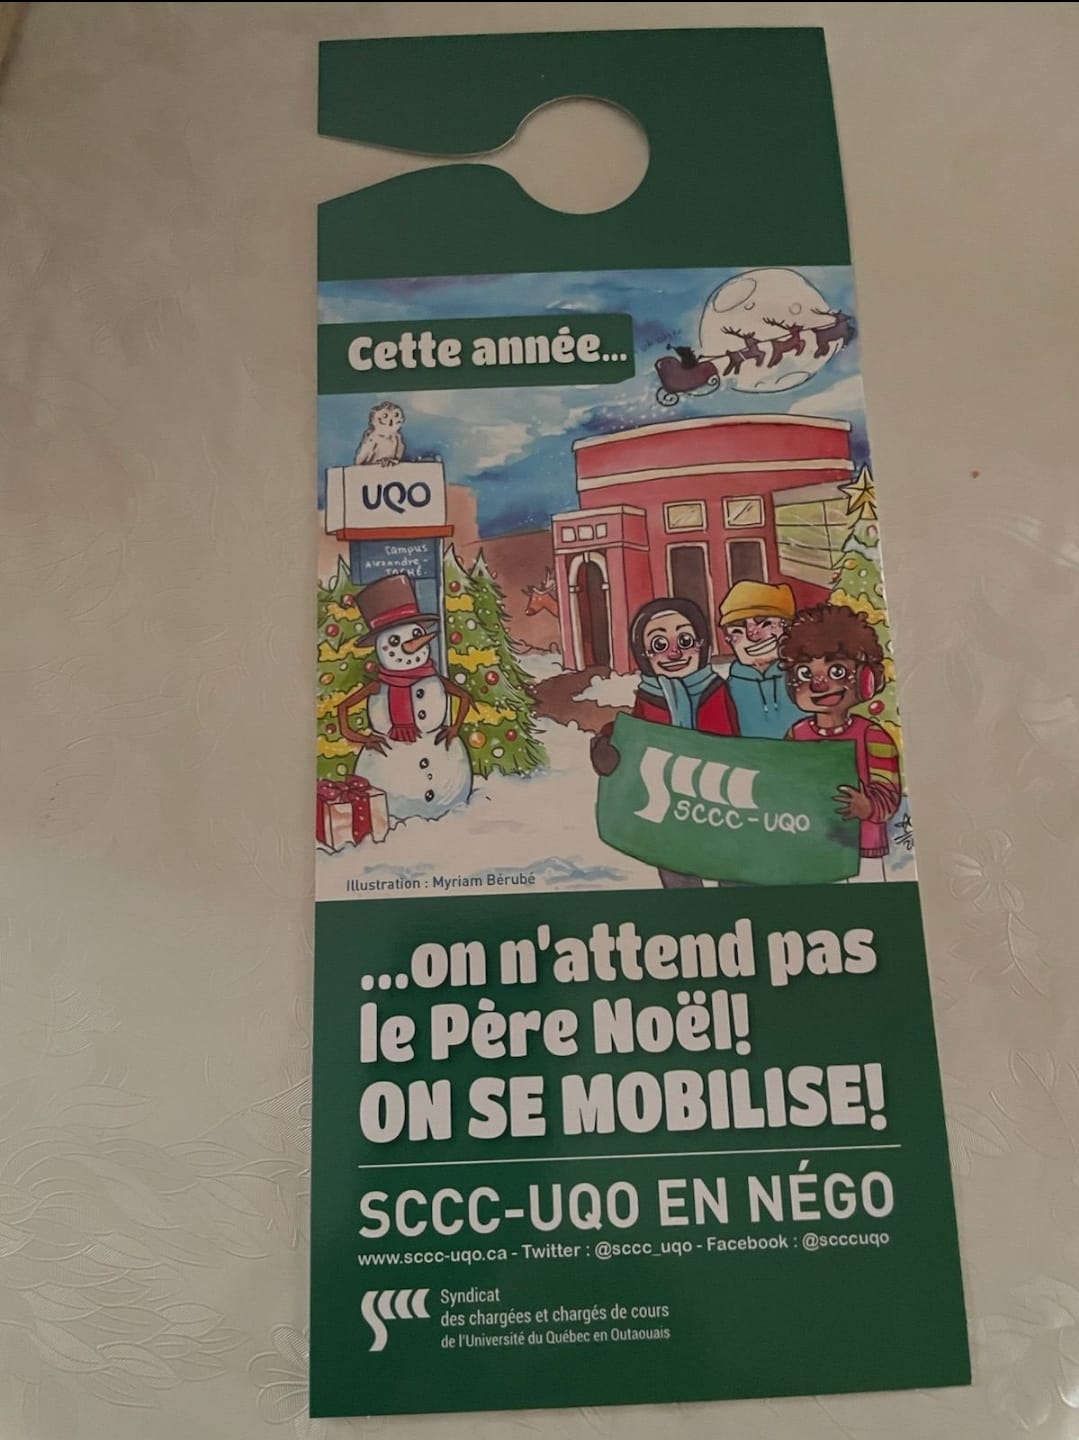 Cette année...
UQO
Campus
Alexandre-
TACHÉ.
SCCC-UQO
Illustration : Myriam Bérubé
...on n'attend pas
le Père Noël!
ON SE MOBILISE!
SCCC-UQO EN NÉGO
www.sccc-uqo.ca - Twitter : @sccc_uqo - Facebook : @scccuqo
Syndicat
des chargées et chargés de cours
de l'Université du Québec en Outaouais